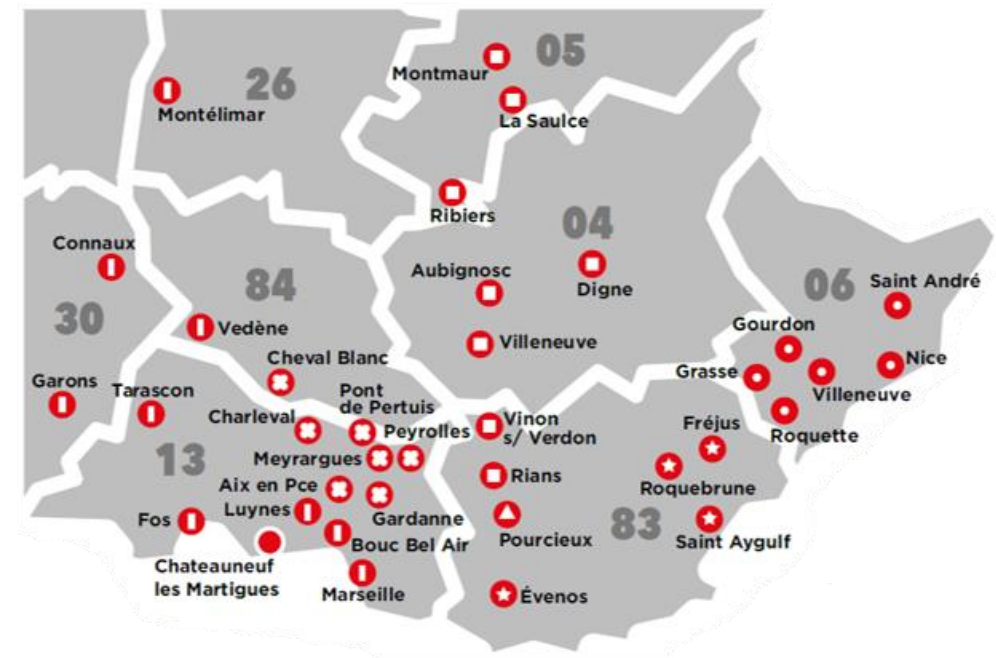 05
Montmaur
26
Montélimar
La Saulce
Ribiers
04
Connaux
Aubignosc
Digne
84
06
Saint André
30
Vedène
Gourdon
Villeneuve
Cheval Blanc
Nice
Grasse
Garons
Tarascon
Pont
de Pertuis
Villeneuve
Charleval
Peyrolles
Vinon
s/ Verdon
Fréjus
Roquette
13
Meyrargues
Aix en Pce
Rians
Roquebrune
Luynes
Gardanne
Fos
83
Pourcieux
Saint Aygulf
Bouc Bel Air
Chateauneuf
les Martigues
Marseille
Évenos